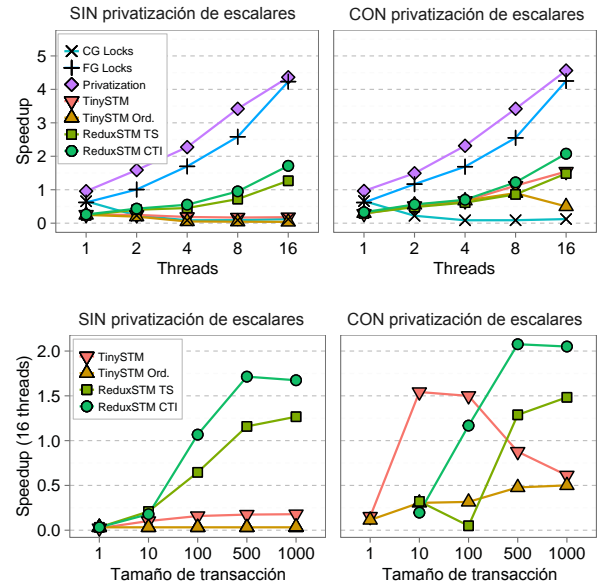 SIN privatización de escalares
CON privatización de escalares
Speedup
5
4
3
2
1
0
CG Locks
FG Locks
Privatization
TinySTM
TinySTM Ord.
ReduxSTM TS
ReduxSTM CTI
1 2 4 8 16
1 2 4 8 16
Threads
Threads
SIN privatización de escalares
CON privatización de escalares
Speedup (16 threads)
2.0
1.5
1.0
0.5
0.0
TinySTM
TinySTM Ord.
ReduxSTM TS
ReduxSTM CTI
1 10 100 500 1000
1 10 100 500 1000
Tamaño de transacción
Tamaño de transacción